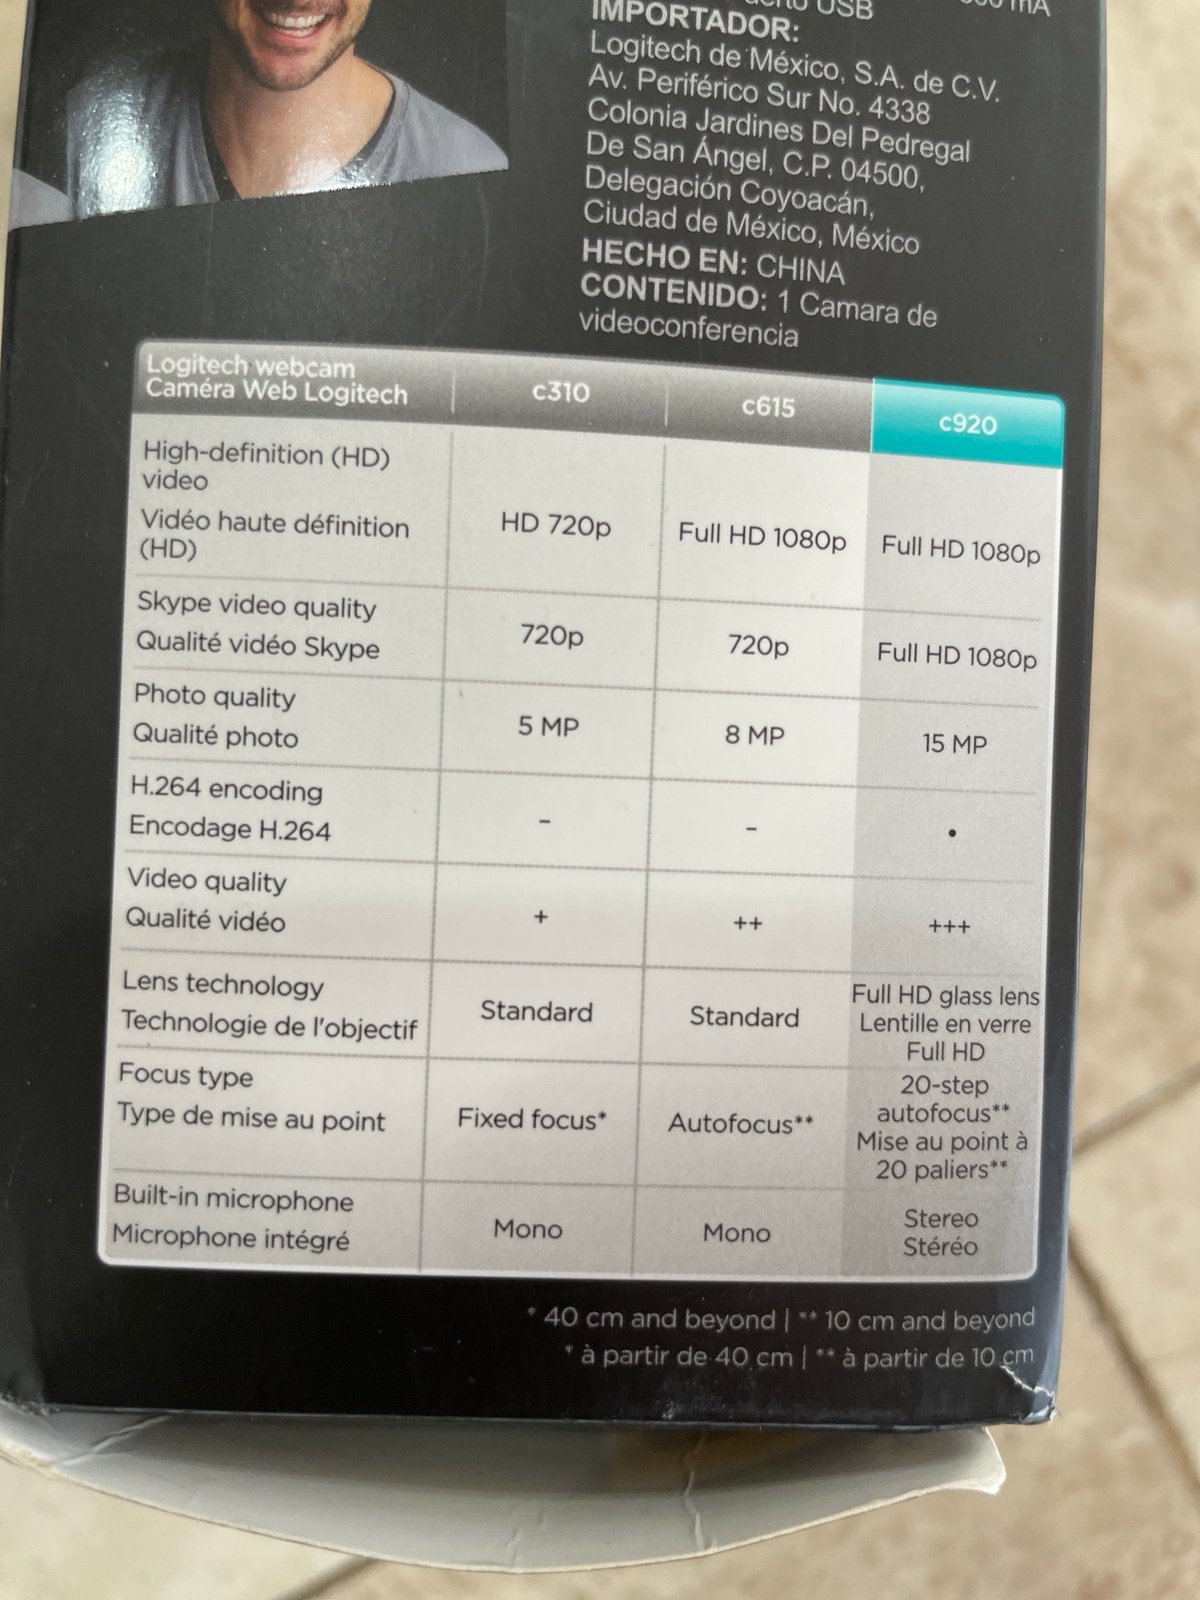 USB
mA
IMPORTADOR:
Logitech de México, S.A. de C.V.
Av. Periférico Sur No. 4338
Colonia Jardines Del Pedregal
De San Ángel, C.P. 04500,
Delegación Coyoacán,
Ciudad de México, México
HECHO EN: CHINA
CONTENIDO: 1 Camara de
videoconferencia
Logitech webcam
Caméra Web Logitech
c310
c615
c920
High-definition (HD)
video
Vidéo haute définition
(HD)
HD 720p
Full HD 1080p
Full HD 1080p
Skype video quality
Qualité vidéo Skype
720p
720p
Full HD 1080p
Photo quality
Qualité photo
5 MP
8 MP
15 MP
H.264 encoding
Encodage H.264
–
–
•
Video quality
Qualité vidéo
+
++
+++
Lens technology
Technologie de l'objectif
Standard
Standard
Full HD glass lens
Lentille en verre
Full HD
Focus type
Type de mise au point
Fixed focus*
Autofocus**
20-step
autofocus**
Mise au point à
20 paliers**
Built-in microphone
Microphone intégré
Mono
Mono
Stereo
Stéréo
* 40 cm and beyond | ** 10 cm and beyond
* à partir de 40 cm | ** à partir de 10 cm